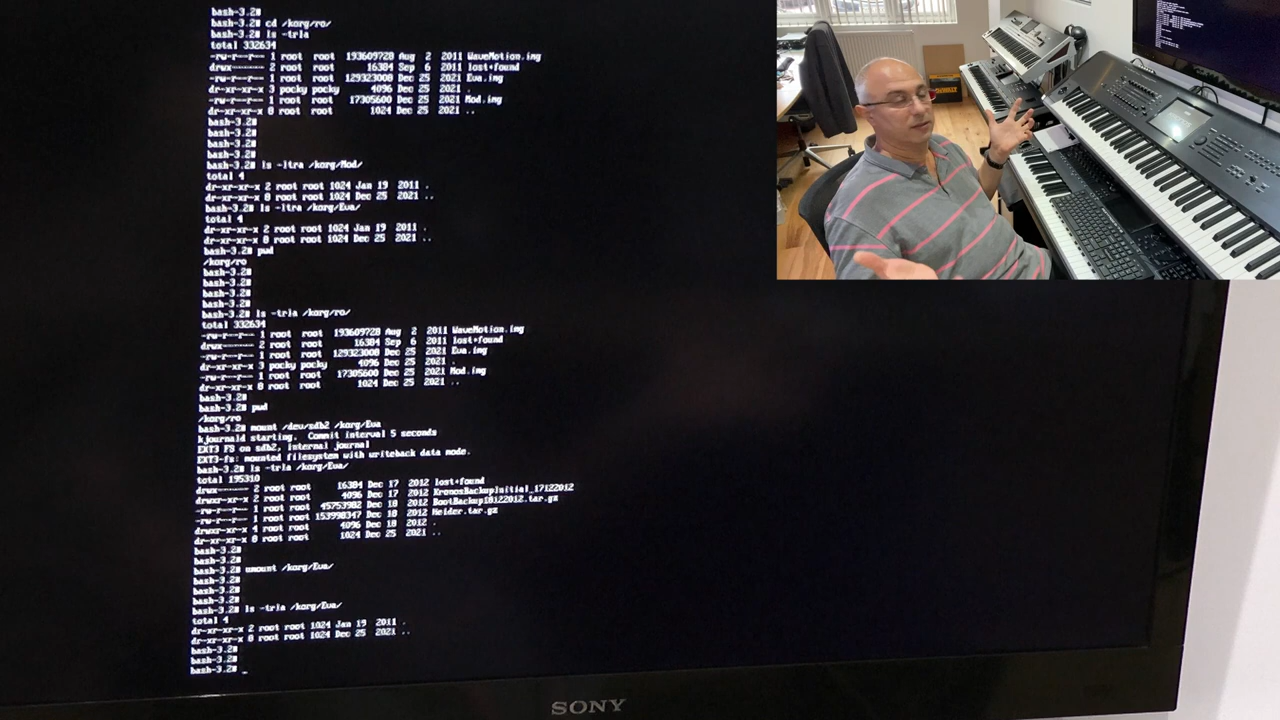 bash-3.2#
bash-3.2# cd /korg/ro/
bash-3.2# ls -trla
total 332634
-rw-r--r-- 1 root root 193609728 Aug 2 2011 WaveMotion.img
drwx------ 2 root root 16384 Sep 6 2011 lost+found
-rw-r--r-- 1 root root 129323008 Dec 25 2021 Eva.img
dr-xr-xr-x 3 pocky pocky 4096 Dec 25 2021 .
-rw-r--r-- 1 root root 17305600 Dec 25 2021 Mod.img
dr-xr-xr-x 8 root root 1024 Dec 25 2021 ..
bash-3.2#
bash-3.2#
bash-3.2#
bash-3.2#
bash-3.2# ls -ltra /korg/Mod/
total 4
dr-xr-xr-x 2 root root 1024 Jan 19 2011 .
dr-xr-xr-x 8 root root 1024 Dec 25 2021 ..
bash-3.2# ls -ltra /korg/Eva/
total 4
dr-xr-xr-x 2 root root 1024 Jan 19 2011 .
dr-xr-xr-x 8 root root 1024 Dec 25 2021 ..
bash-3.2# pwd
/korg/ro
bash-3.2#
bash-3.2#
bash-3.2#
bash-3.2#
bash-3.2# ls -trla /korg/ro/
total 332634
-rw-r--r-- 1 root root 193609728 Aug 2 2011 WaveMotion.img
drwx------ 2 root root 16384 Sep 6 2011 lost+found
-rw-r--r-- 1 root root 129323008 Dec 25 2021 Eva.img
dr-xr-xr-x 3 pocky pocky 4096 Dec 25 2021 .
-rw-r--r-- 1 root root 17305600 Dec 25 2021 Mod.img
dr-xr-xr-x 8 root root 1024 Dec 25 2021 ..
bash-3.2#
bash-3.2# pwd
/korg/ro
bash-3.2# mount /dev/sdb2 /korg/Eva
kjournald starting. Commit interval 5 seconds
EXT3 FS on sdb2, internal journal
EXT3-fs: mounted filesystem with writeback data mode.
bash-3.2# ls -trla /korg/Eva/
total 195310
drwx------ 2 root root 16384 Dec 17 2012 lost+found
drwxr-xr-x 2 root root 4096 Dec 17 2012 KronosBackupInitial_17122012
-rw-r--r-- 1 root root 45753982 Dec 18 2012 BootBackup18122012.tar.gz
-rw-r--r-- 1 root root 153998347 Dec 18 2012 Heider.tar.gz
drwxr-xr-x 4 root root 4096 Dec 18 2012 .
dr-xr-xr-x 8 root root 1024 Dec 25 2021 ..
bash-3.2#
bash-3.2#
bash-3.2# umount /korg/Eva/
bash-3.2#
bash-3.2#
bash-3.2#
bash-3.2# ls -trla /korg/Eva/
total 4
dr-xr-xr-x 2 root root 1024 Jan 19 2011 .
dr-xr-xr-x 8 root root 1024 Dec 25 2021 ..
bash-3.2#
bash-3.2#
bash-3.2# _
SONY